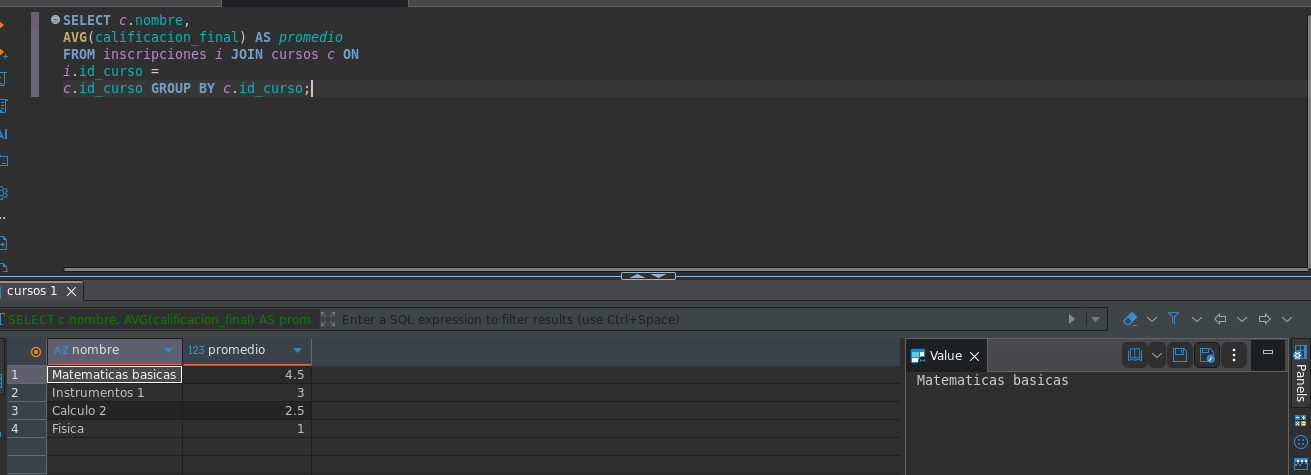 SELECT c.nombre,
AVG(calificacion_final) AS promedio
FROM inscripciones i JOIN cursos c ON
i.id_curso =
c.id_curso GROUP BY c.id_curso;
AI
cursos 1
SELECT c.nombre, AVG(calificacion_final) AS prom
Enter a SQL expression to filter results (use Ctrl+Space)
A-Z nombre 123 promedio
1 Matematicas basicas 4.5
2 Instrumentos 1 3
3 Calculo 2 2.5
4 Fisica 1
Value
Matematicas basicas
Panels